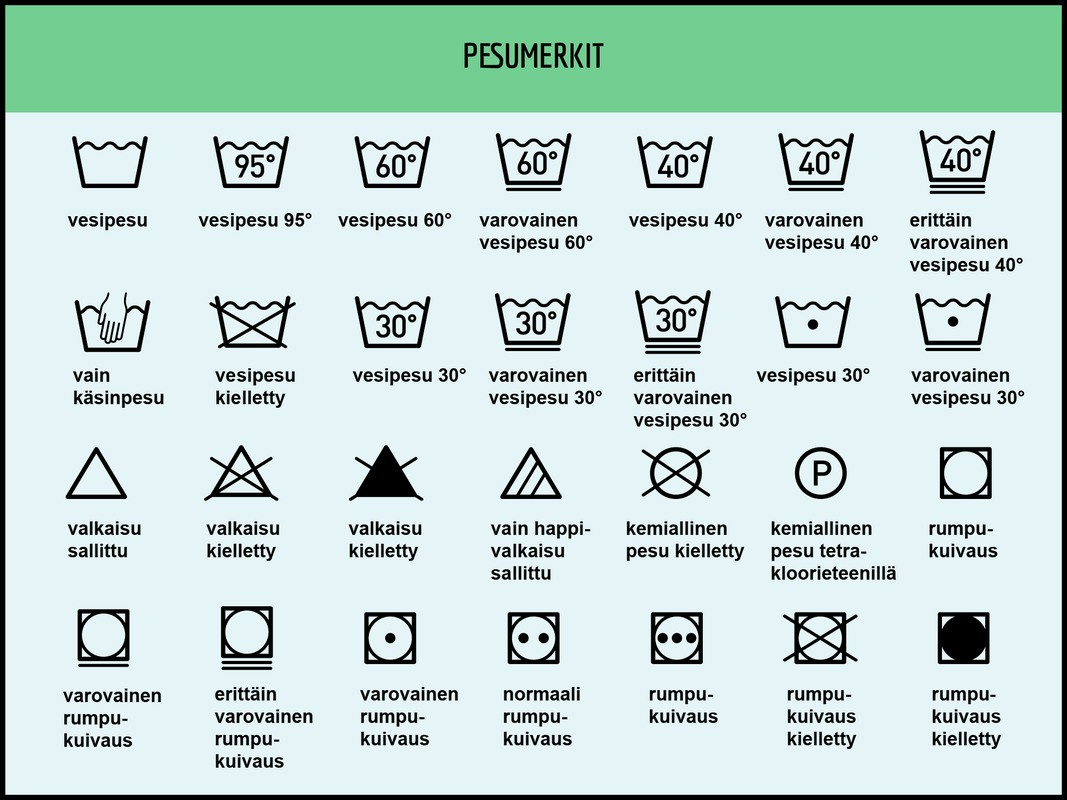 PESUMERKIT
95°
60°
60°
40°
40°
40°
vesipesu
vesipesu 95°
vesipesu 60°
varovainen
vesipesu 60°
vesipesu 40°
varovainen
vesipesu 40°
erittäin
varovainen
vesipesu 40°
30°
30°
30°
vain
käsinpesu
vesipesu
kielletty
vesipesu 30°
varovainen
vesipesu 30°
erittäin
varovainen
vesipesu 30°
vesipesu 30°
varovainen
vesipesu 30°
P
valkaisu
sallittu
valkaisu
kielletty
valkaisu
kielletty
vain happi-
valkaisu
sallittu
kemiallinen
pesu kielletty
kemiallinen
pesu tetra-
kloorieteenillä
rumpu-
kuivaus
varovainen
rumpu-
kuivaus
erittäin
varovainen
rumpu-
kuivaus
varovainen
rumpu-
kuivaus
normaali
rumpu-
kuivaus
rumpu-
kuivaus
rumpu-
kuivaus
kielletty
rumpu-
kuivaus
kielletty